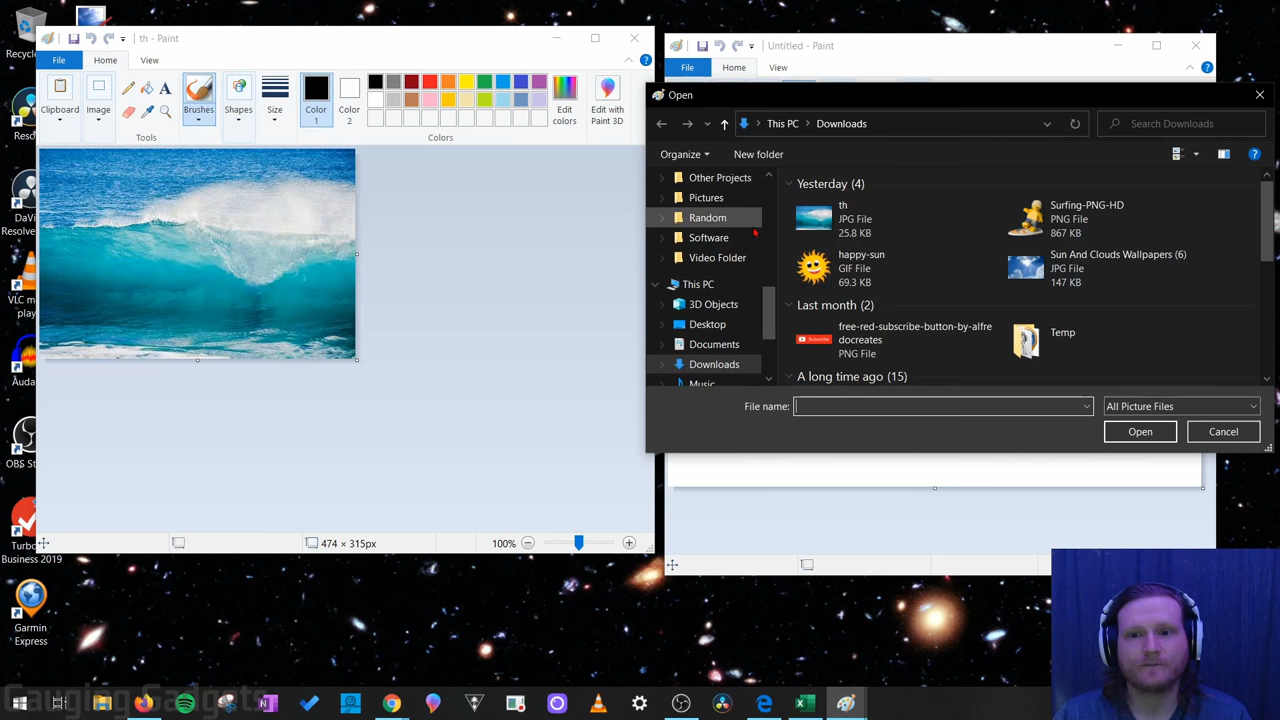 Recyc
th - Paint
File
Home
View
Clipboard
Image
Tools
Brushes
Shapes
Size
Color
1
Color
2
Edit
colors
Edit with
Paint 3D
Colors
474 × 315px
100%
Untitled - Paint
File
Home
View
Open
This PC
Downloads
Search Downloads
Organize
New folder
Other Projects
Pictures
Random
Software
Video Folder
This PC
3D Objects
Desktop
Documents
Downloads
Music
Yesterday (4)
th
JPG File
25.8 KB
Surfing-PNG-HD
PNG File
867 KB
happy-sun
GIF File
69.3 KB
Sun And Clouds Wallpapers (6)
JPG File
147 KB
Last month (2)
free-red-subscribe-button-by-alfre
docreates
PNG File
Temp
A long time ago (15)
File name:
All Picture Files
Open
Cancel
Reso
DaVi
Resolve
VLC m
play
Auda
OBS St
Turbo
Business 2019
Garmin
Express
Gauging Gadgets